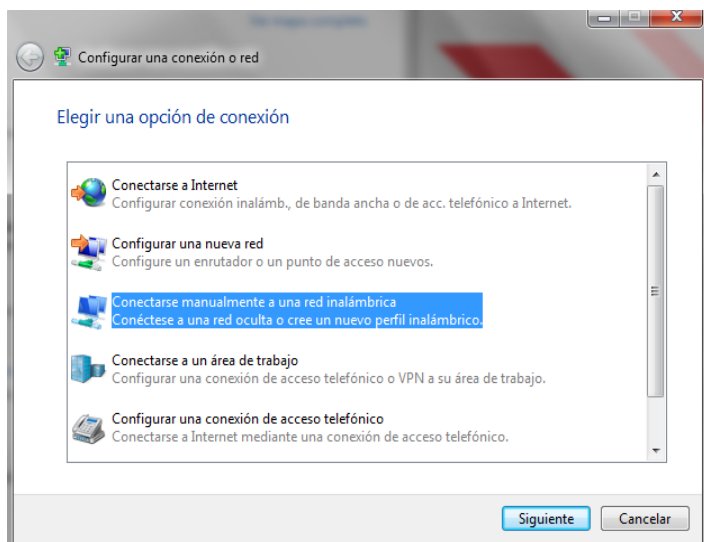 Ver mapa completo
Configurar una conexión o red
Elegir una opción de conexión
Conectarse a Internet
Configurar conexión inalámb., de banda ancha o de acc. telefónico a Internet.
Configurar una nueva red
Configure un enrutador o un punto de acceso nuevos.
Conectarse manualmente a una red inalámbrica
Conéctese a una red oculta o cree un nuevo perfil inalámbrico.
Conectarse a un área de trabajo
Configurar una conexión de acceso telefónico o VPN a su área de trabajo.
Configurar una conexión de acceso telefónico
Conectarse a Internet mediante una conexión de acceso telefónico.
Siguiente
Cancelar